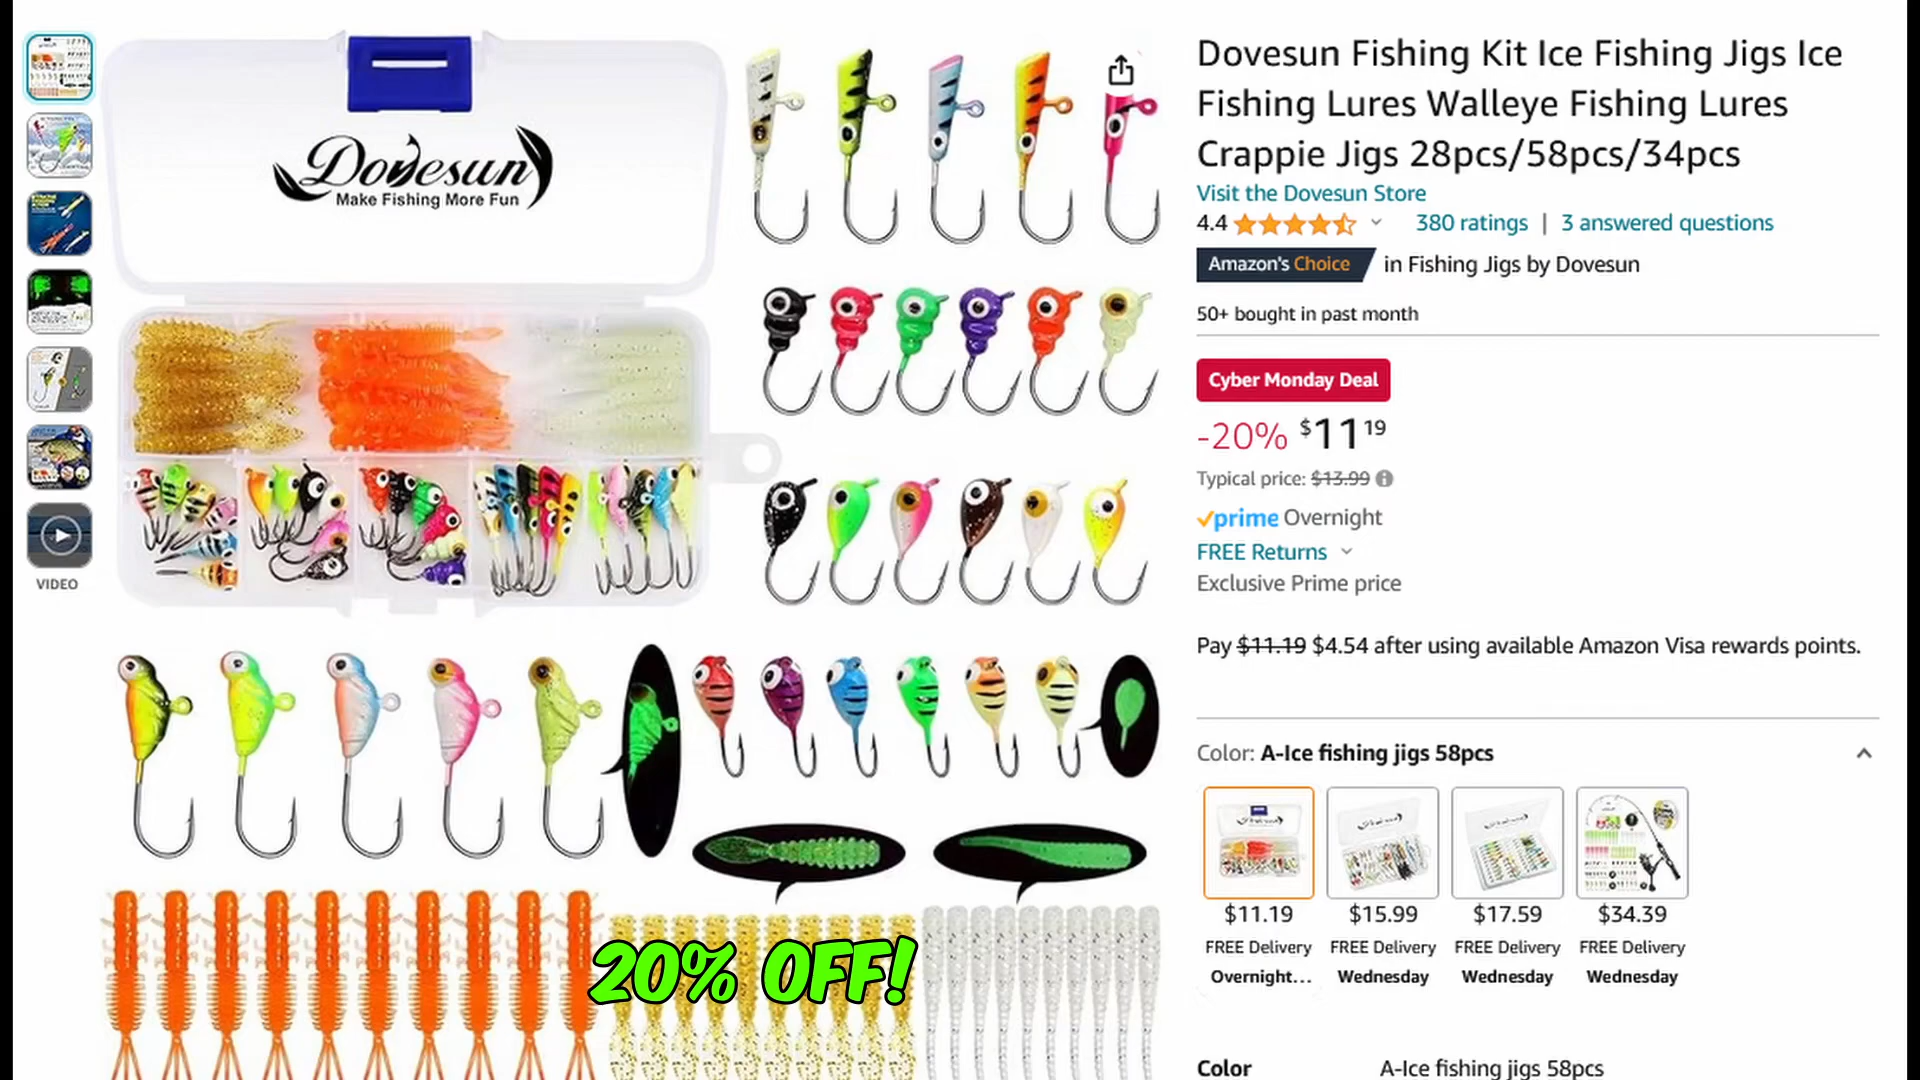 Dovesun
Make Fishing More Fun
VIDEO
20% OFF!
Dovesun Fishing Kit Ice Fishing Jigs Ice
Fishing Lures Walleye Fishing Lures
Crappie Jigs 28pcs/58pcs/34pcs
Visit the Dovesun Store
4.4 380 ratings | 3 answered questions
Amazon's Choice in Fishing Jigs by Dovesun
50+ bought in past month
Cyber Monday Deal
-20% $11 19
Typical price: $13.99
prime Overnight
FREE Returns
Exclusive Prime price
Pay $11.19 $4.54 after using available Amazon Visa rewards points.
Color: A-Ice fishing jigs 58pcs
$11.19 $15.99 $17.59 $34.39
FREE Delivery FREE Delivery FREE Delivery FREE Delivery
Overnight... Wednesday Wednesday Wednesday
Color A-Ice fishing jigs 58pcs